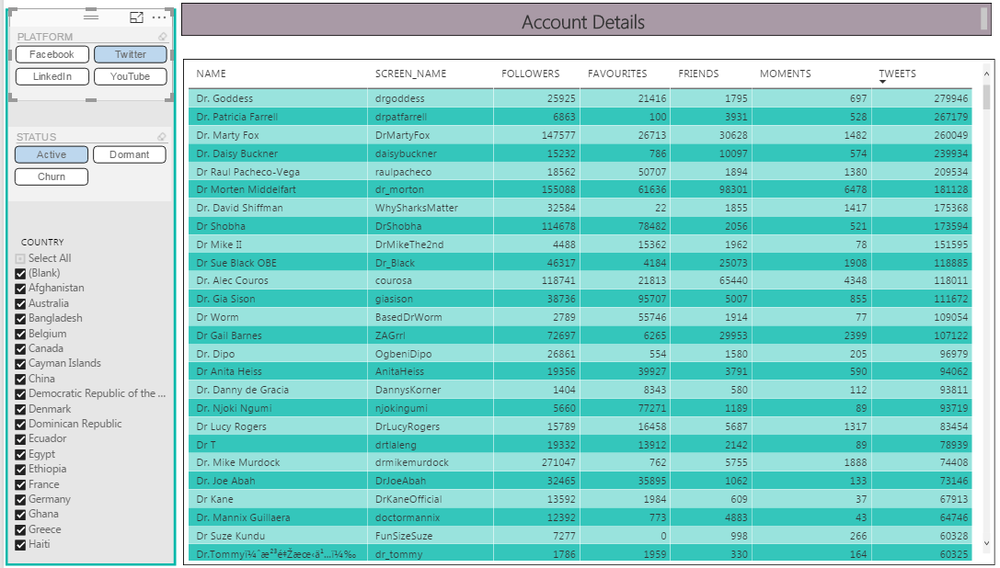 Account Details
PLATFORM
Facebook Twitter
LinkedIn YouTube
STATUS
Active Dormant
Churn
COUNTRY
Select All
(Blank)
Afghanistan
Australia
Bangladesh
Belgium
Canada
Cayman Islands
China
Democratic Republic of the ...
Denmark
Dominican Republic
Ecuador
Egypt
Ethiopia
France
Germany
Ghana
Greece
Haiti
NAME SCREEN_NAME FOLLOWERS FAVOURITES FRIENDS MOMENTS TWEETS
Dr. Goddess drgoddess 25925 21416 1795 697 279946
Dr. Patricia Farrell drpatfarrell 6863 100 3931 528 267179
Dr. Marty Fox DrMartyFox 147577 26713 30628 1482 260049
Dr. Daisy Buckner daisybuckner 15232 786 10097 574 239934
Dr Raul Pacheco-Vega raulpacheco 18562 50707 1894 1380 209534
Dr Morten Middelfart dr_morton 155088 61636 98301 6478 181128
Dr. David Shiffman WhySharksMatter 32584 22 1855 1417 175368
Dr Shobha DrShobha 114678 78482 2056 521 173594
Dr Mike II DrMikeThe2nd 4488 15362 1962 78 151595
Dr Sue Black OBE Dr_Black 46317 4184 25073 1908 118885
Dr. Alec Couros courosa 118741 21813 65440 4348 118011
Dr. Gia Sison giasison 38736 95707 5007 855 111672
Dr Worm BasedDrWorm 2789 55746 1914 77 109054
Dr Gail Barnes ZAGrrl 72697 6265 29953 2399 107122
Dr. Dipo OgbeniDipo 26861 554 1580 205 96979
Dr Anita Heiss AnitaHeiss 19356 39927 3791 590 94062
Dr. Danny de Gracia DannysKorner 1404 8343 580 112 93811
Dr. Njoki Ngumi njokingumi 5660 77271 1189 89 93719
Dr Lucy Rogers DrLucyRogers 15789 16458 5687 1317 83454
Dr T drtlaleng 19332 13912 2142 89 78939
Dr. Mike Murdock drmikemurdock 271047 762 5755 1888 74408
Dr. Joe Abah DrJoeAbah 32465 35895 1062 133 73146
Dr Kane DrKaneOfficial 13592 1984 609 37 67913
Dr. Mannix Guillaera doctormannix 12392 773 4883 43 64746
Dr Suze Kundu FunSizeSuze 7277 0 998 266 60328
dr_tommy 1786 1959 330 164 60325